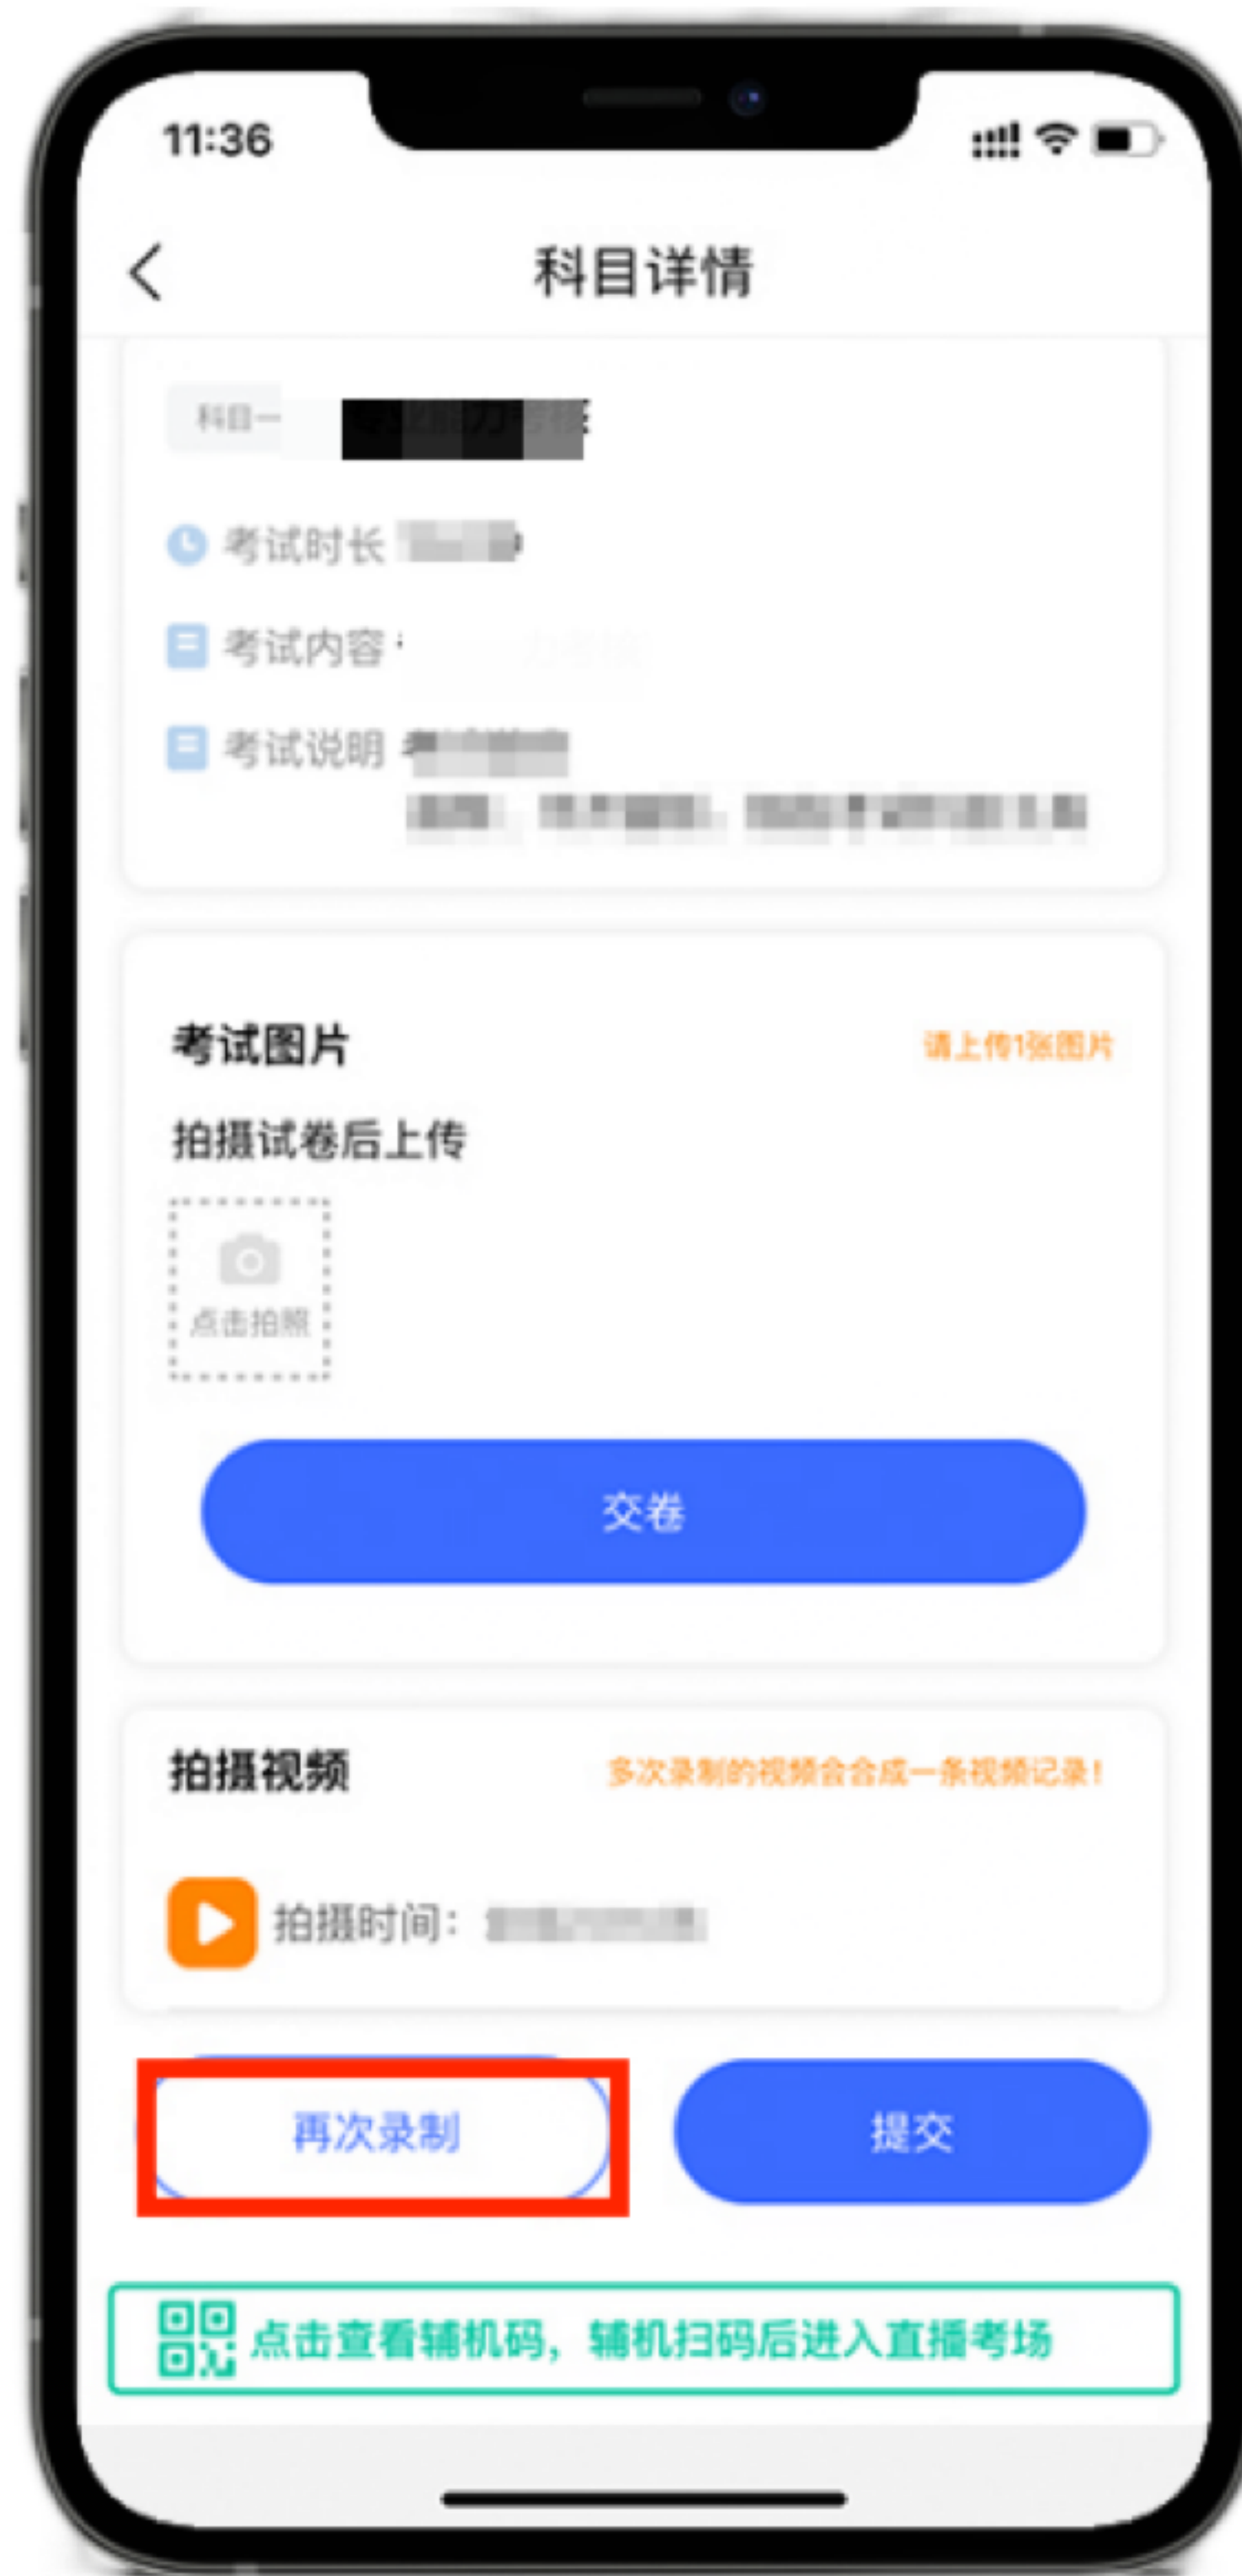 11:36
科目详情
科目一
考试时长
考试内容
考试说明
考试图片
请上传1张图片
拍摄试卷后上传
点击拍照
交卷
拍摄视频
多次录制的视频会合成一条视频记录!
拍摄时间:
再次录制
提交
点击查看辅机码，辅机扫码后进入直播考场